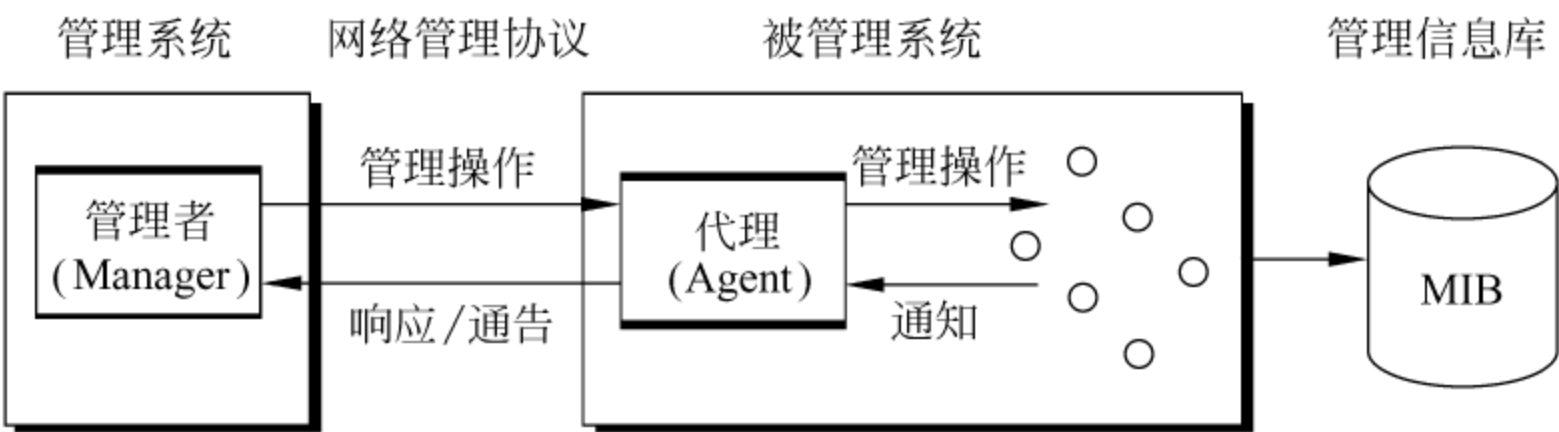 管理系统
网络管理协议
被管理系统
管理信息库
管理者
(Manager)
管理操作
响应/通告
代理
(Agent)
管理操作
通知
MIB